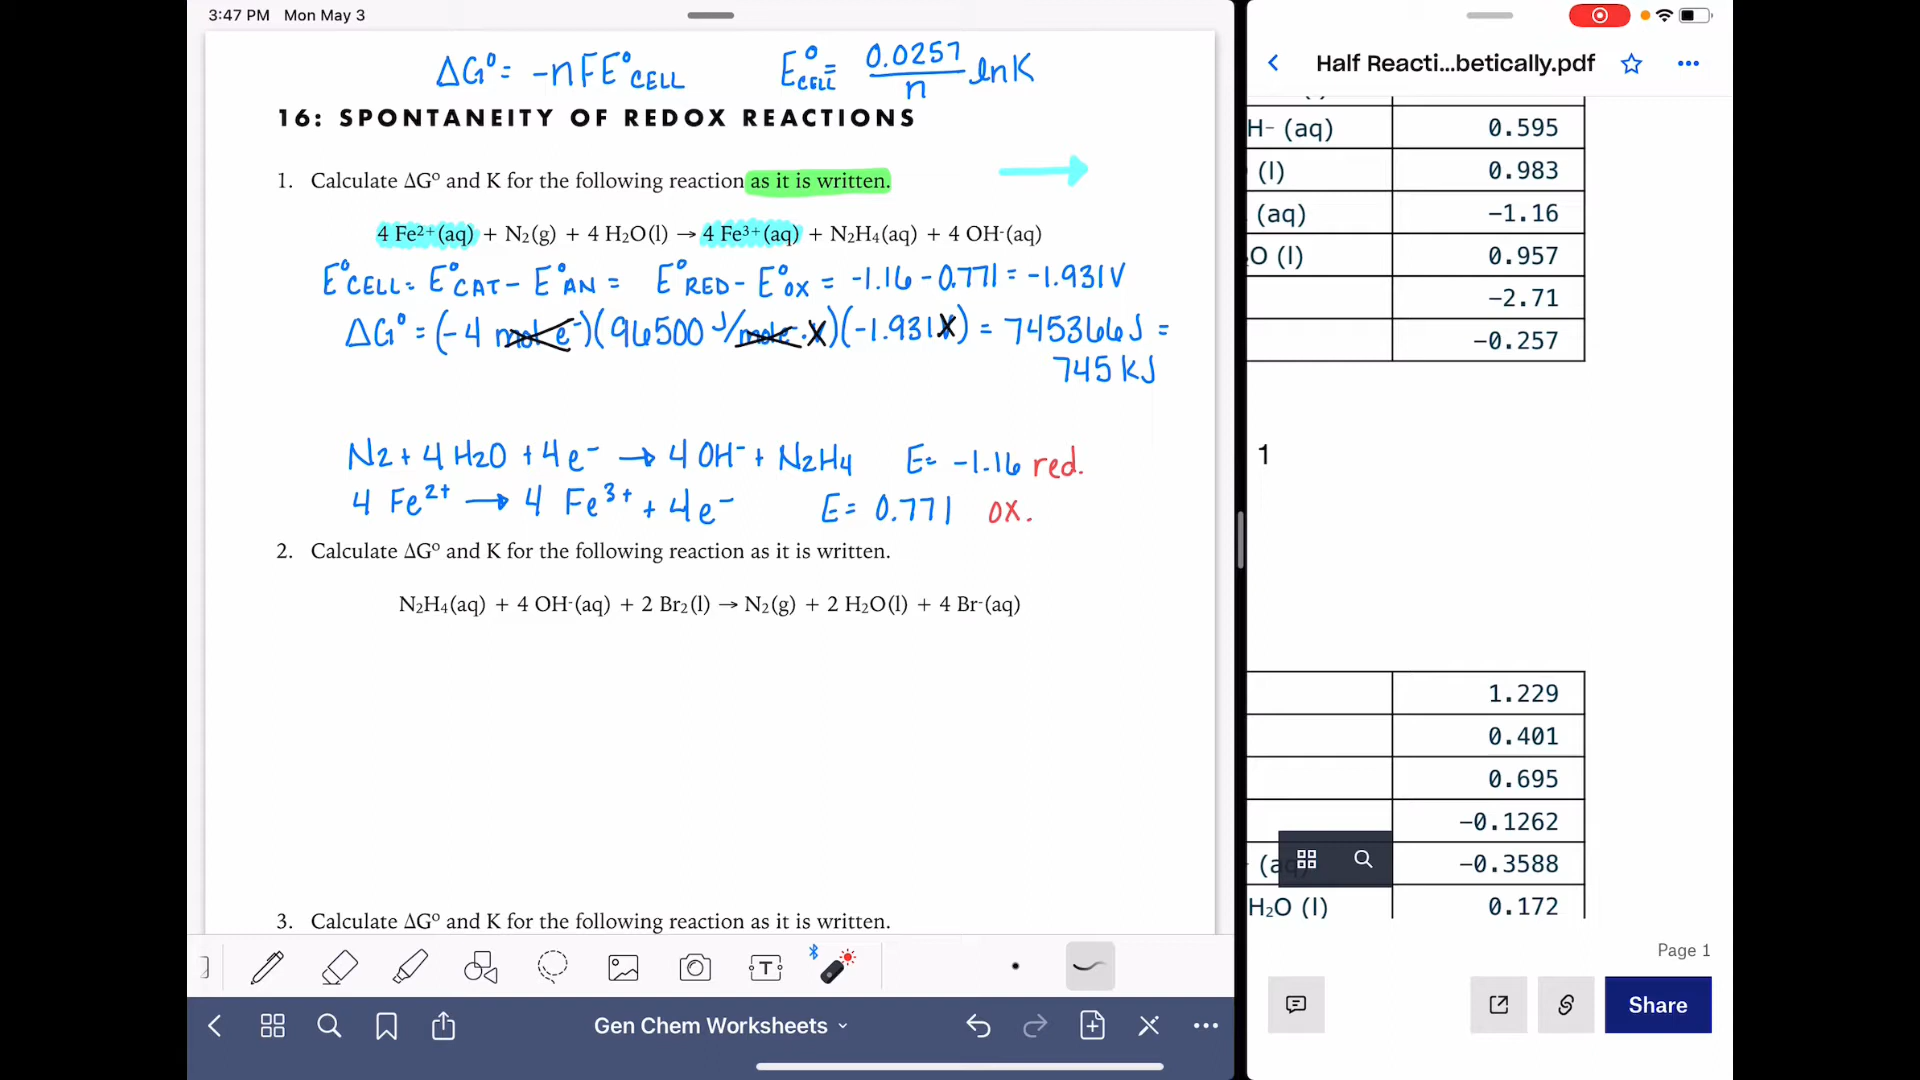 3:47 PM Mon May 3
ΔG°= -nFE°CELL
E°CELL= 0.0257/n lnK
16: SPONTANEITY OF REDOX REACTIONS
1. Calculate ΔGº and K for the following reaction as it is written.
4 Fe²⁺(aq) + N₂(g) + 4 H₂O(l) → 4 Fe³⁺(aq) + N₂H₄(aq) + 4 OH⁻(aq)
E°CELL= E°CAT - E°AN = E°RED - E°OX = -1.16 - 0.771 = -1.931V
ΔG° = (-4 mol e⁻)(96500 J/mole⁻·V)(-1.931V) = 745366J =
745 KJ
N2 + 4 H2O + 4e⁻ → 4 OH⁻ + N2H4 E= -1.16 red.
4 Fe²⁺ → 4 Fe³⁺ + 4e⁻ E= 0.771 ox.
2. Calculate ΔGº and K for the following reaction as it is written.
N₂H₄(aq) + 4 OH⁻(aq) + 2 Br₂(l) → N₂(g) + 2 H₂O(l) + 4 Br⁻(aq)
3. Calculate ΔGº and K for the following reaction as it is written.
Gen Chem Worksheets
Half Reacti...betically.pdf
H⁻ (aq) 0.595
(l) 0.983
(aq) −1.16
O (l) 0.957
−2.71
−0.257
1
1.229
0.401
0.695
−0.1262
(aq) −0.3588
H₂O (l) 0.172
Page 1
Share